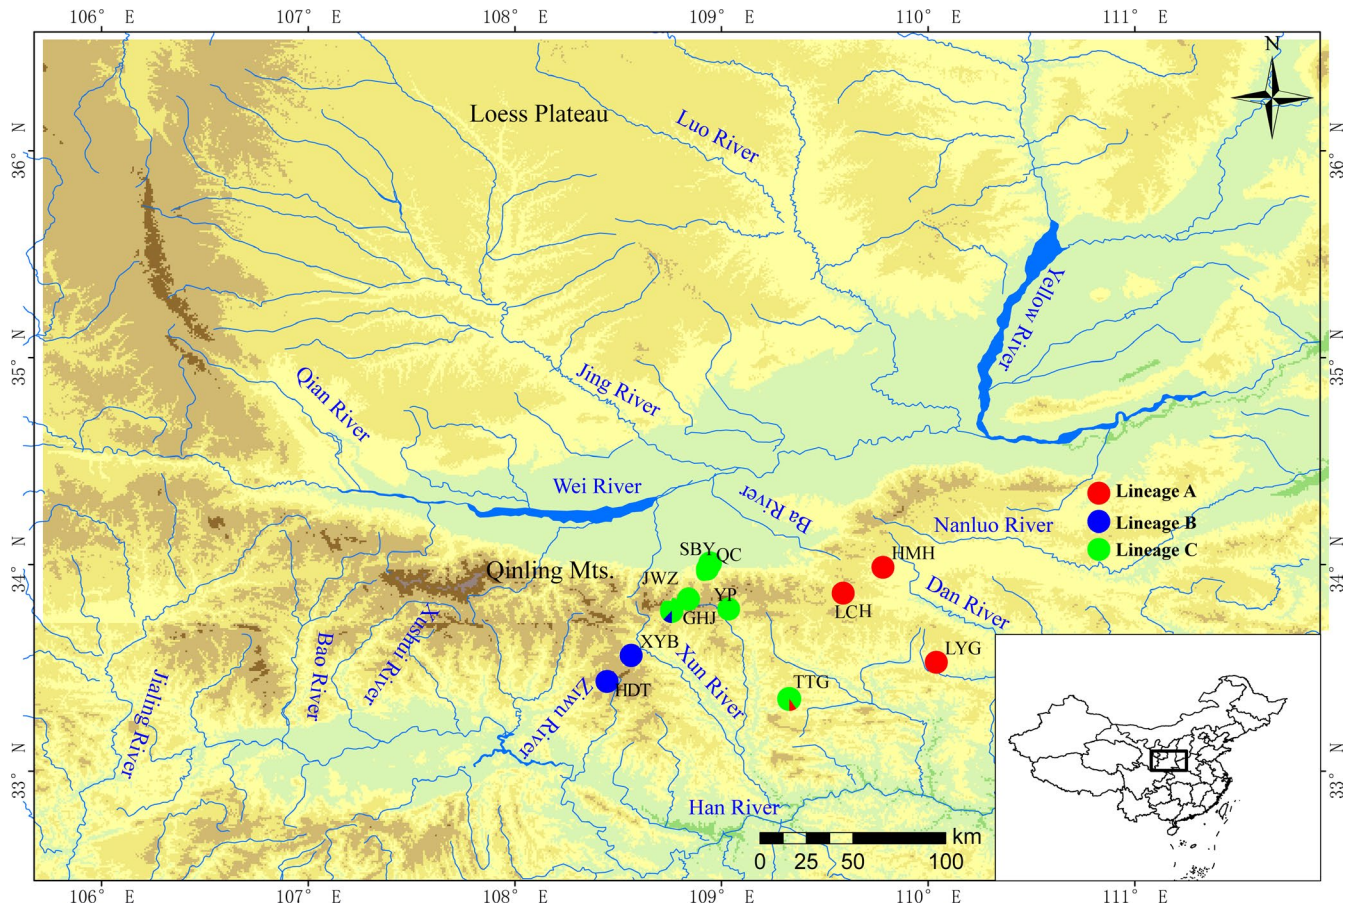 106° E 107° E 108° E 109° E 110° E 111° E
N
36° N
36° N
Loess Plateau
Luo River
Yellow River
35° N
35° N
Qian River
Jing River
Wei River
Ba River
Nanluo River
Lineage A
Lineage B
Lineage C
34° N
34° N
SBY QC
HMH
Qinling Mts.
JWZ
YP
LCH
Dan River
GHJ
XYB
LYG
Xushui River
Bao River
Xun River
HDT
TTG
Jialing River
Ziwu River
33° N
33° N
Han River
km
0 25 50 100
106° E 107° E 108° E 109° E 110° E 111° E